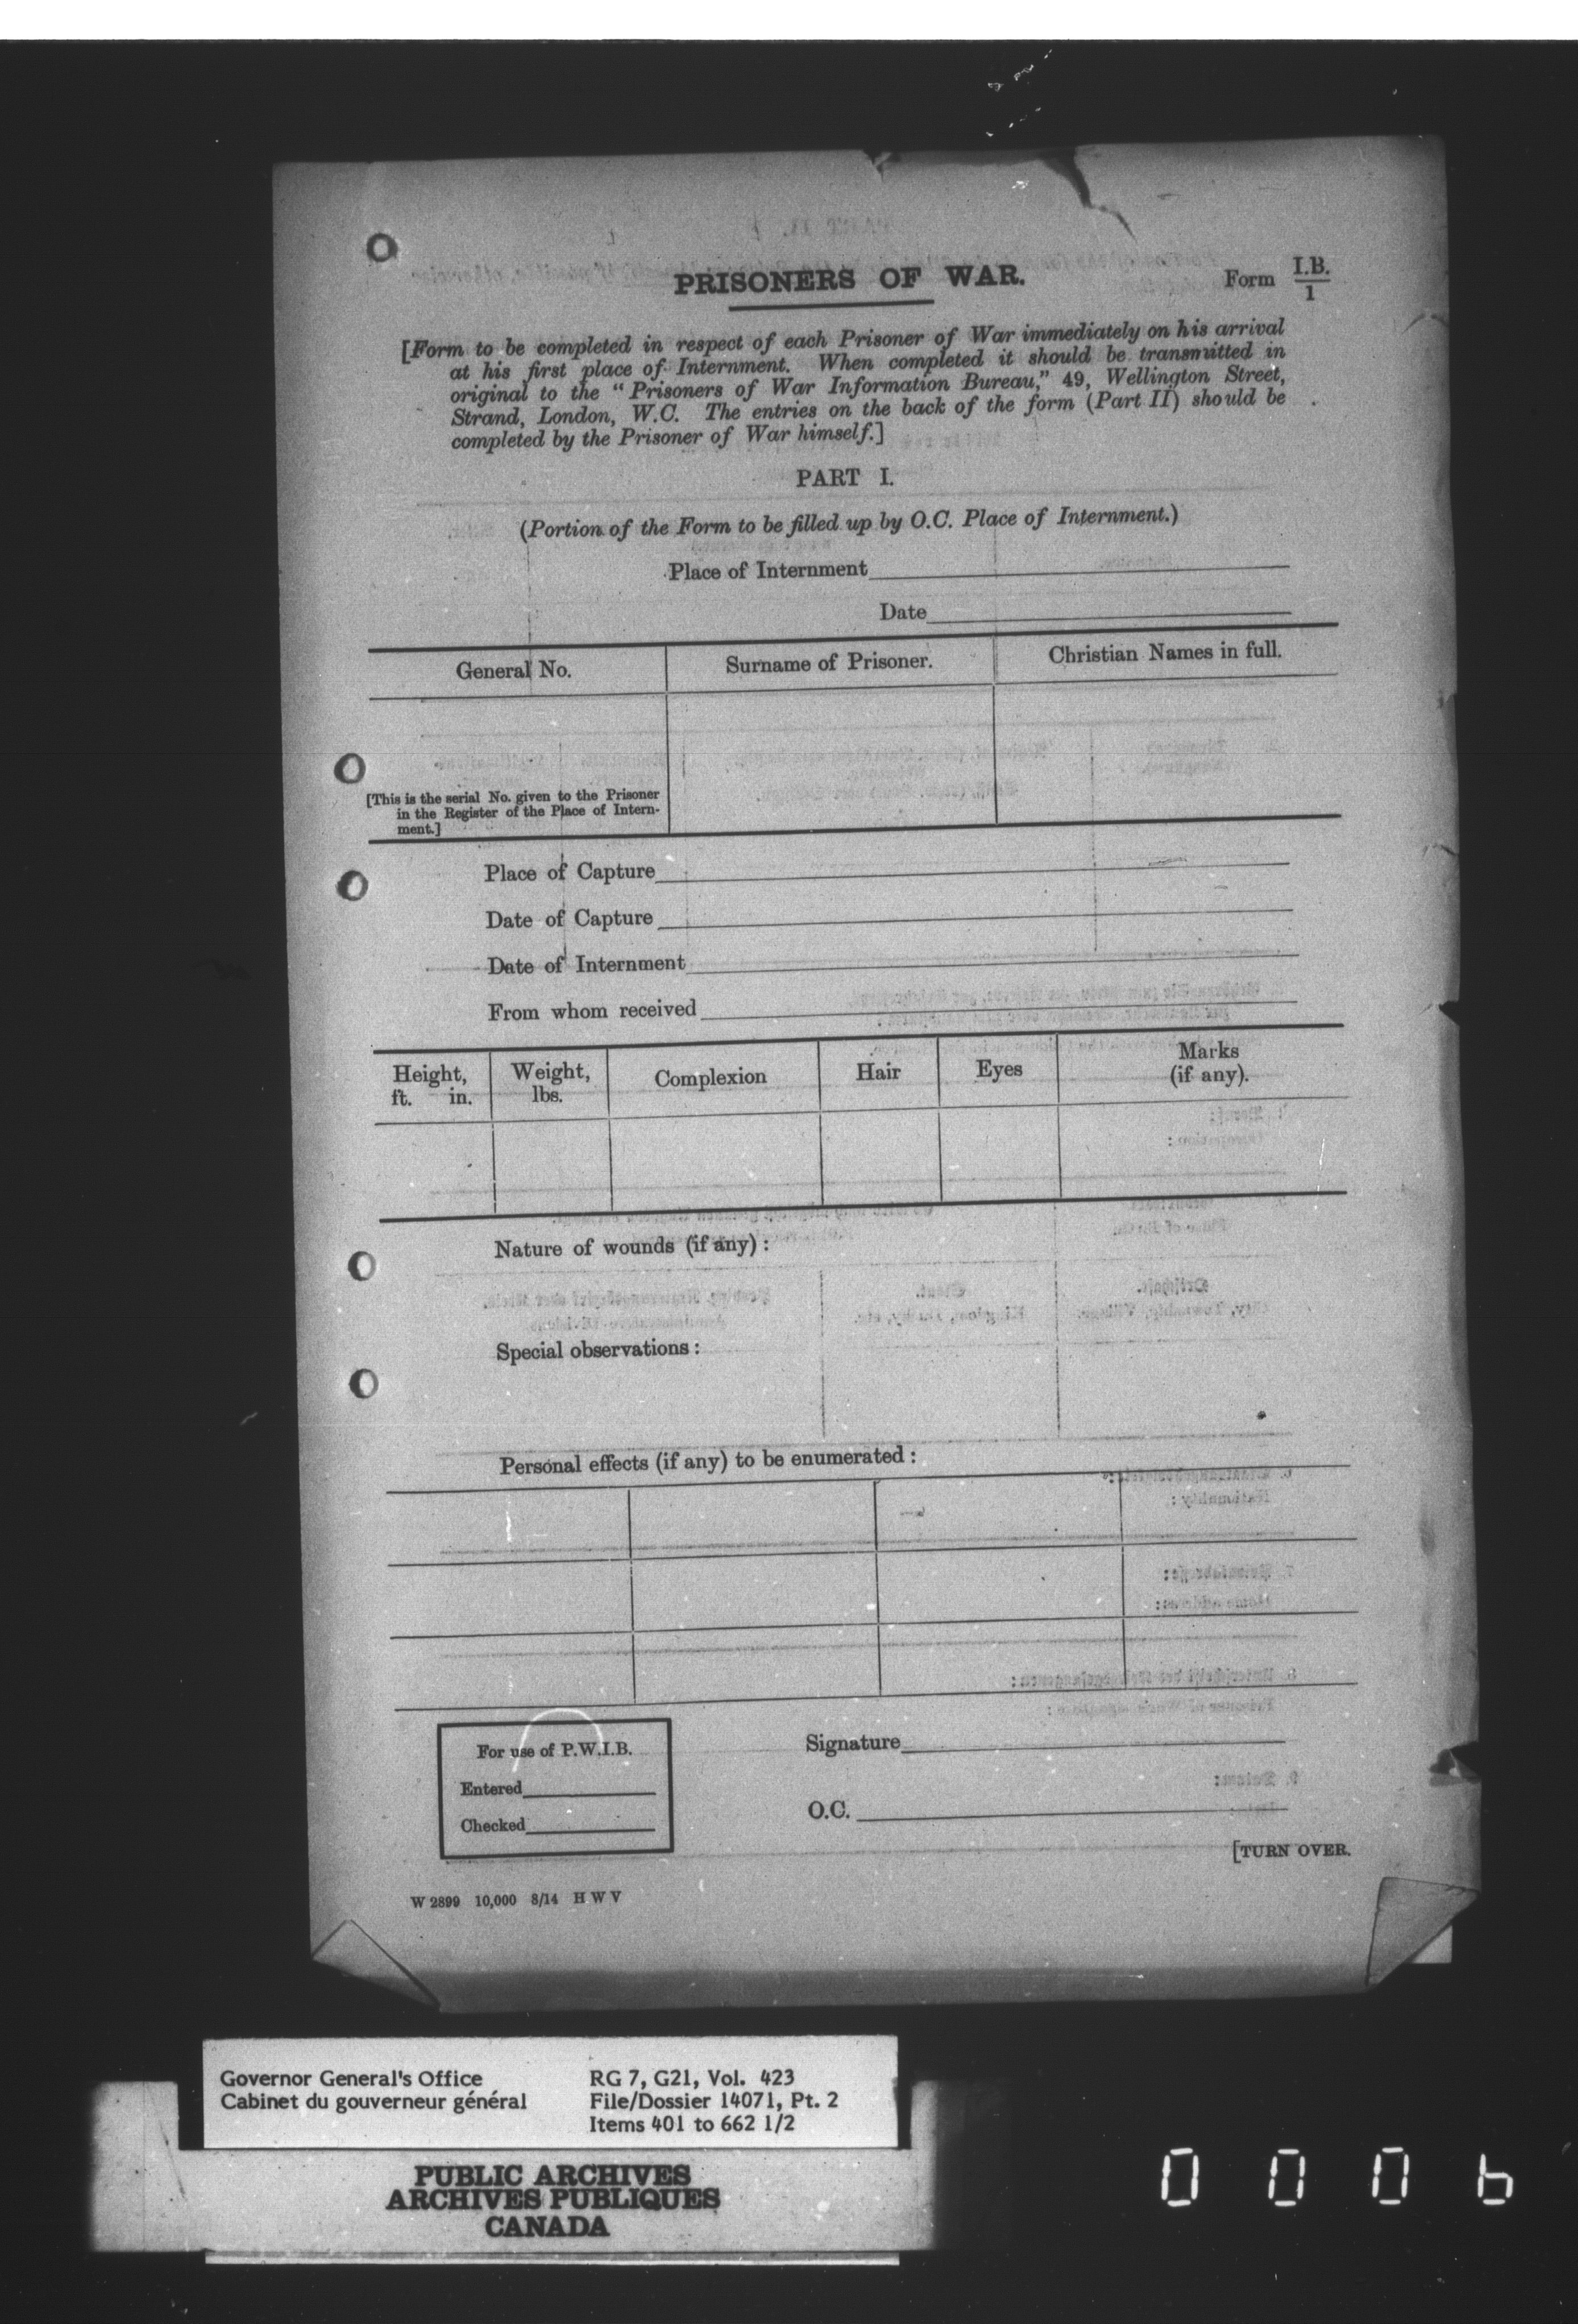 PRISONERS OF WAR.
Form I.B.
1
[Form to be completed in respect of each Prisoner of War immediately on his arrival
at his first place of Internment. When completed it should be transmitted in
original to the “Prisoners of War Information Bureau,” 49, Wellington Street,
Strand, London, W.C. The entries on the back of the form (Part II) should be
completed by the Prisoner of War himself.]
PART I.
(Portion of the Form to be filled up by O.C. Place of Internment.)
Place of Internment
Date
General No. Surname of Prisoner. Christian Names in full.
[This is the serial No. given to the Prisoner
in the Register of the Place of Intern-
ment.]
Place of Capture
Date of Capture
Date of Internment
From whom received
Height, Weight, Complexion Hair Eyes Marks
ft. in. lbs. (if any).
Nature of wounds (if any) :
Special observations :
Personal effects (if any) to be enumerated :
For use of P.W.I.B.
Entered
Checked
Signature
O.C.
[TURN OVER.
W 2899 10,000 8/14 H W V
Governor General's Office RG 7, G21, Vol. 423
Cabinet du gouverneur général File/Dossier 14071, Pt. 2
Items 401 to 662 1/2
PUBLIC ARCHIVES
ARCHIVES PUBLIQUES
CANADA
0006